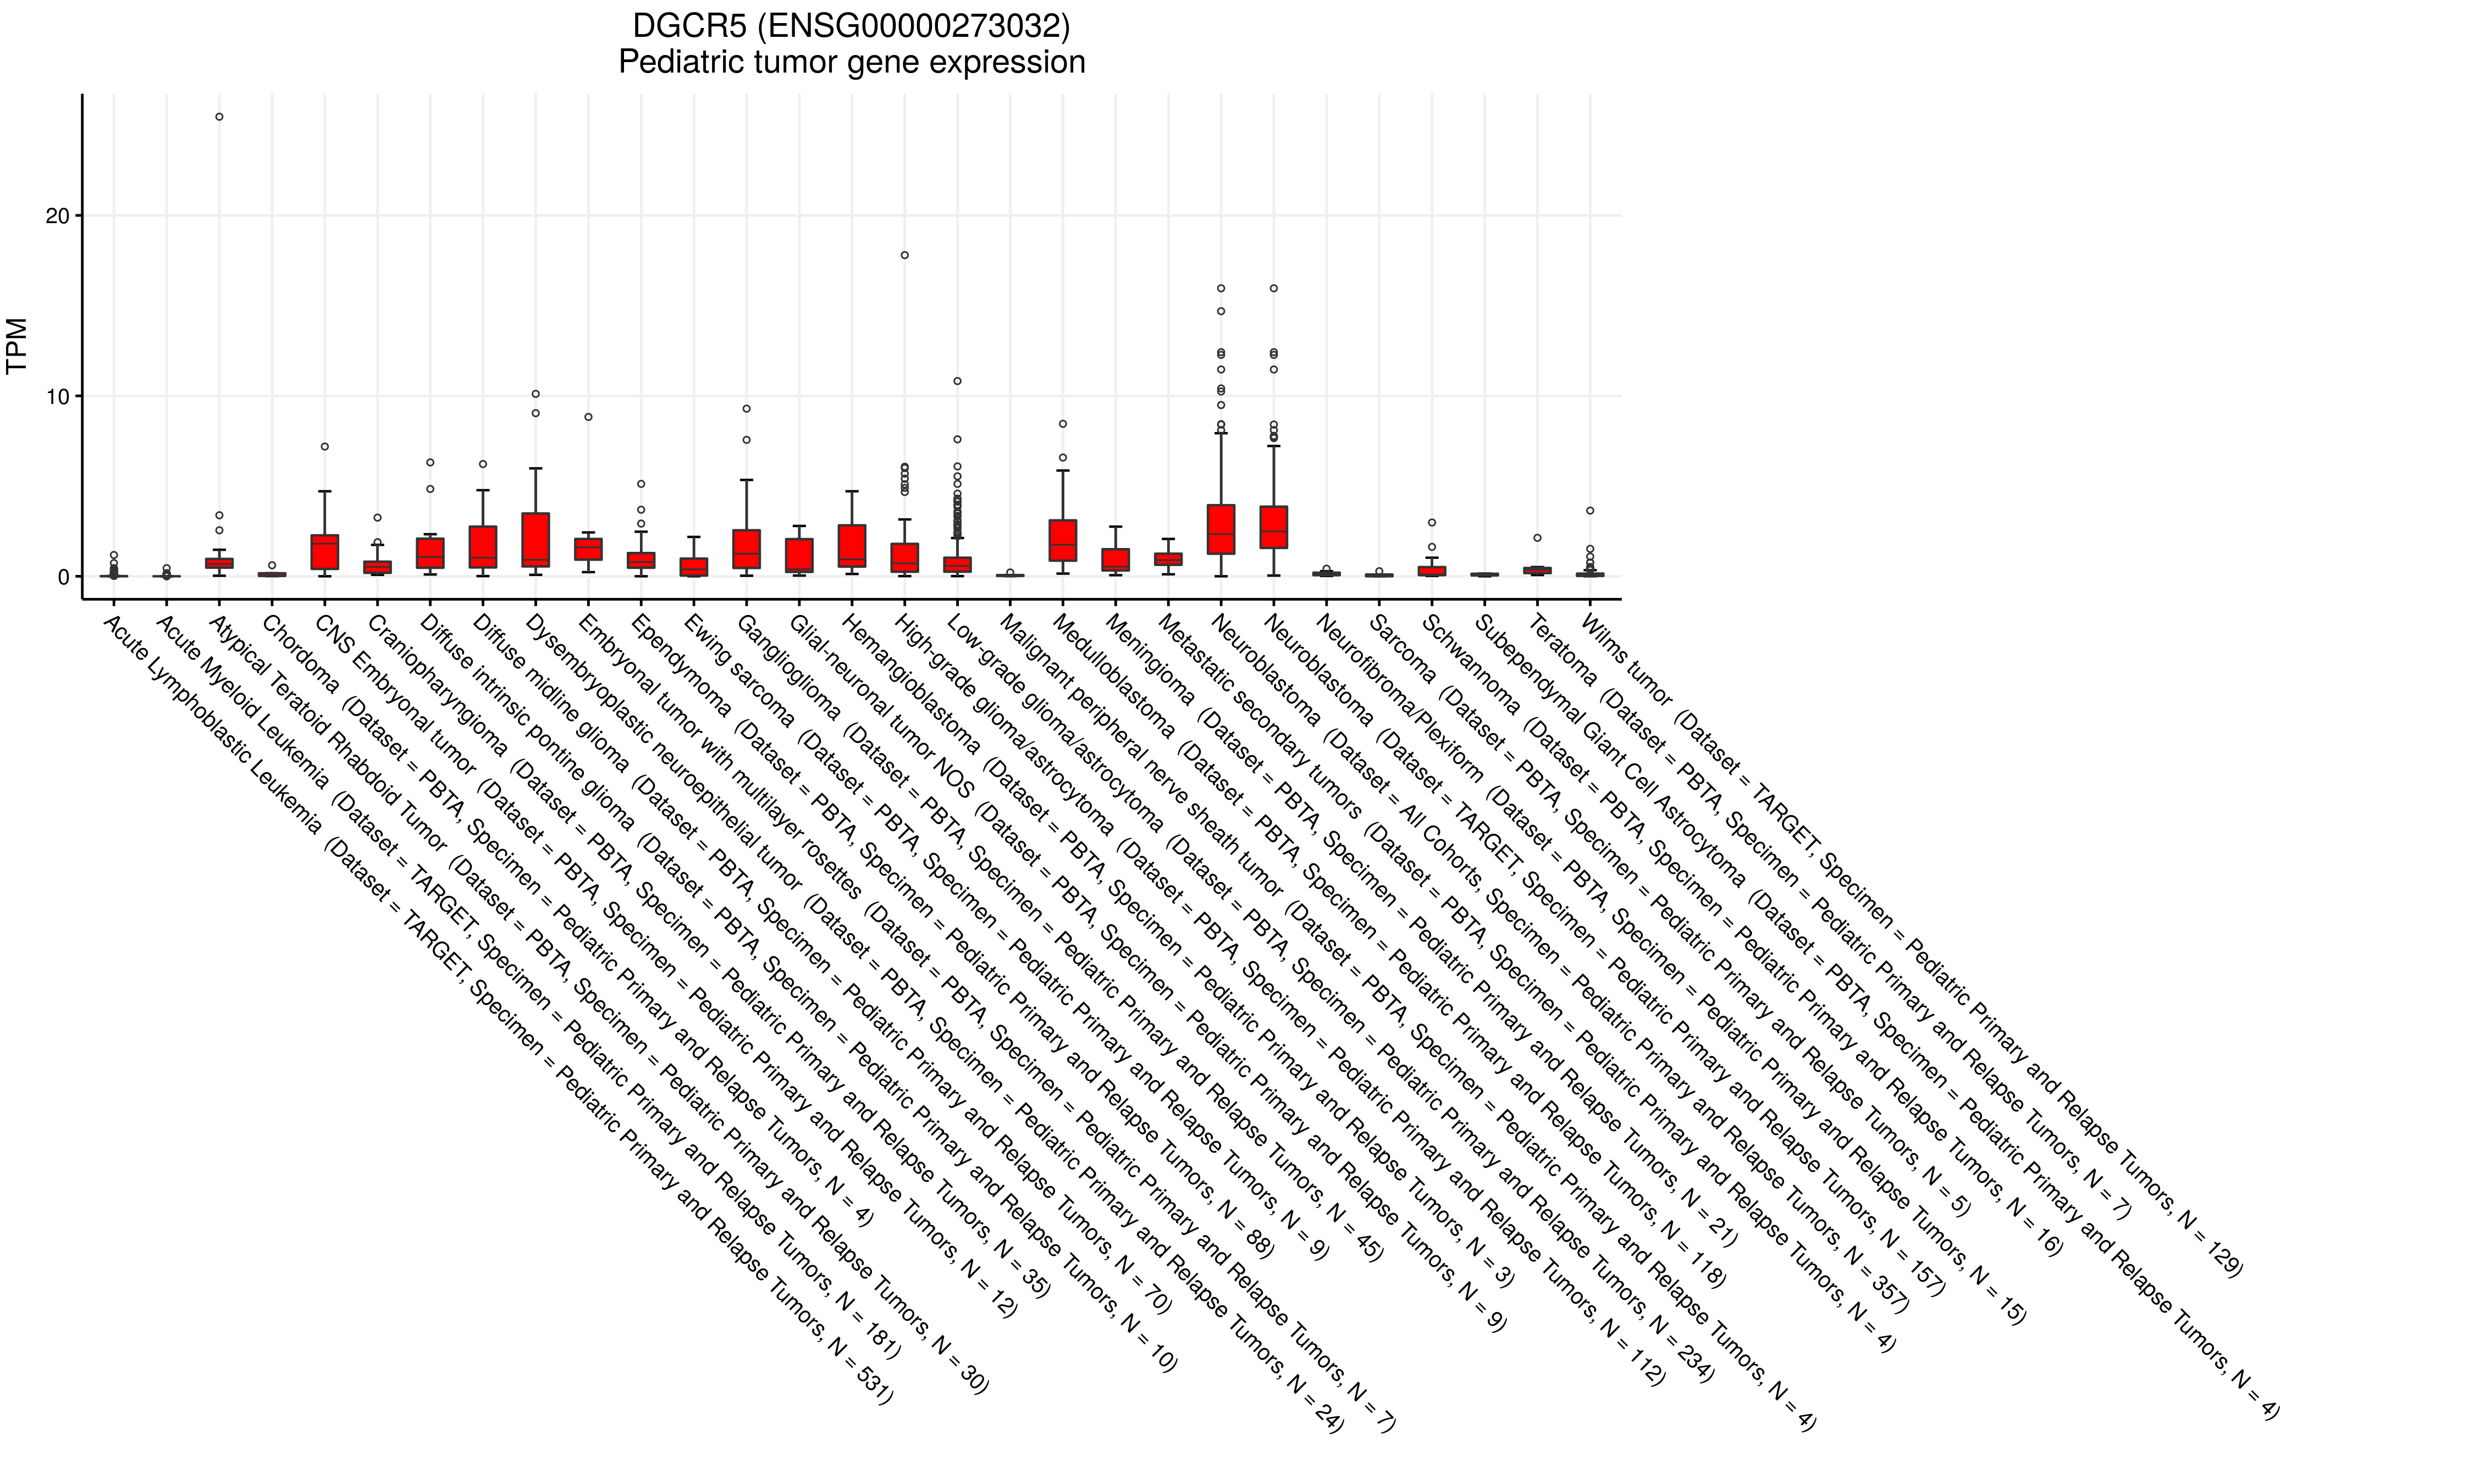 DGCR5 (ENSG00000273032)
Pediatric tumor gene expression
TPM
20
10
0
Acute Lymphoblastic Leukemia (Dataset = TARGET, Specimen = Pediatric Primary and Relapse Tumors, N = 531)
Acute Myeloid Leukemia (Dataset = TARGET, Specimen = Pediatric Primary and Relapse Tumors, N = 181)
Atypical Teratoid Rhabdoid Tumor (Dataset = PBTA, Specimen = Pediatric Primary and Relapse Tumors, N = 30)
Chordoma (Dataset = PBTA, Specimen = Pediatric Primary and Relapse Tumors, N = 4)
CNS Embryonal tumor (Dataset = PBTA, Specimen = Pediatric Primary and Relapse Tumors, N = 12)
Craniopharyngioma (Dataset = PBTA, Specimen = Pediatric Primary and Relapse Tumors, N = 35)
Diffuse intrinsic pontine glioma (Dataset = PBTA, Specimen = Pediatric Primary and Relapse Tumors, N = 10)
Diffuse midline glioma (Dataset = PBTA, Specimen = Pediatric Primary and Relapse Tumors, N = 70)
Dysembryoplastic neuroepithelial tumor (Dataset = PBTA, Specimen = Pediatric Primary and Relapse Tumors, N = 24)
Embryonal tumor with multilayer rosettes (Dataset = PBTA, Specimen = Pediatric Primary and Relapse Tumors, N = 7)
Ependymoma (Dataset = PBTA, Specimen = Pediatric Primary and Relapse Tumors, N = 88)
Ewing sarcoma (Dataset = PBTA, Specimen = Pediatric Primary and Relapse Tumors, N = 9)
Ganglioglioma (Dataset = PBTA, Specimen = Pediatric Primary and Relapse Tumors, N = 45)
Glial-neuronal tumor NOS (Dataset = PBTA, Specimen = Pediatric Primary and Relapse Tumors, N = 9)
Hemangioblastoma (Dataset = PBTA, Specimen = Pediatric Primary and Relapse Tumors, N = 3)
High-grade glioma/astrocytoma (Dataset = PBTA, Specimen = Pediatric Primary and Relapse Tumors, N = 112)
Low-grade glioma/astrocytoma (Dataset = PBTA, Specimen = Pediatric Primary and Relapse Tumors, N = 234)
Malignant peripheral nerve sheath tumor (Dataset = PBTA, Specimen = Pediatric Primary and Relapse Tumors, N = 4)
Medulloblastoma (Dataset = PBTA, Specimen = Pediatric Primary and Relapse Tumors, N = 118)
Meningioma (Dataset = PBTA, Specimen = Pediatric Primary and Relapse Tumors, N = 21)
Metastatic secondary tumors (Dataset = PBTA, Specimen = Pediatric Primary and Relapse Tumors, N = 4)
Neuroblastoma (Dataset = All Cohorts, Specimen = Pediatric Primary and Relapse Tumors, N = 357)
Neuroblastoma (Dataset = TARGET, Specimen = Pediatric Primary and Relapse Tumors, N = 157)
Neurofibroma/Plexiform (Dataset = PBTA, Specimen = Pediatric Primary and Relapse Tumors, N = 15)
Sarcoma (Dataset = PBTA, Specimen = Pediatric Primary and Relapse Tumors, N = 5)
Schwannoma (Dataset = PBTA, Specimen = Pediatric Primary and Relapse Tumors, N = 16)
Subependymal Giant Cell Astrocytoma (Dataset = PBTA, Specimen = Pediatric Primary and Relapse Tumors, N = 4)
Teratoma (Dataset = PBTA, Specimen = Pediatric Primary and Relapse Tumors, N = 7)
Wilms tumor (Dataset = TARGET, Specimen = Pediatric Primary and Relapse Tumors, N = 129)